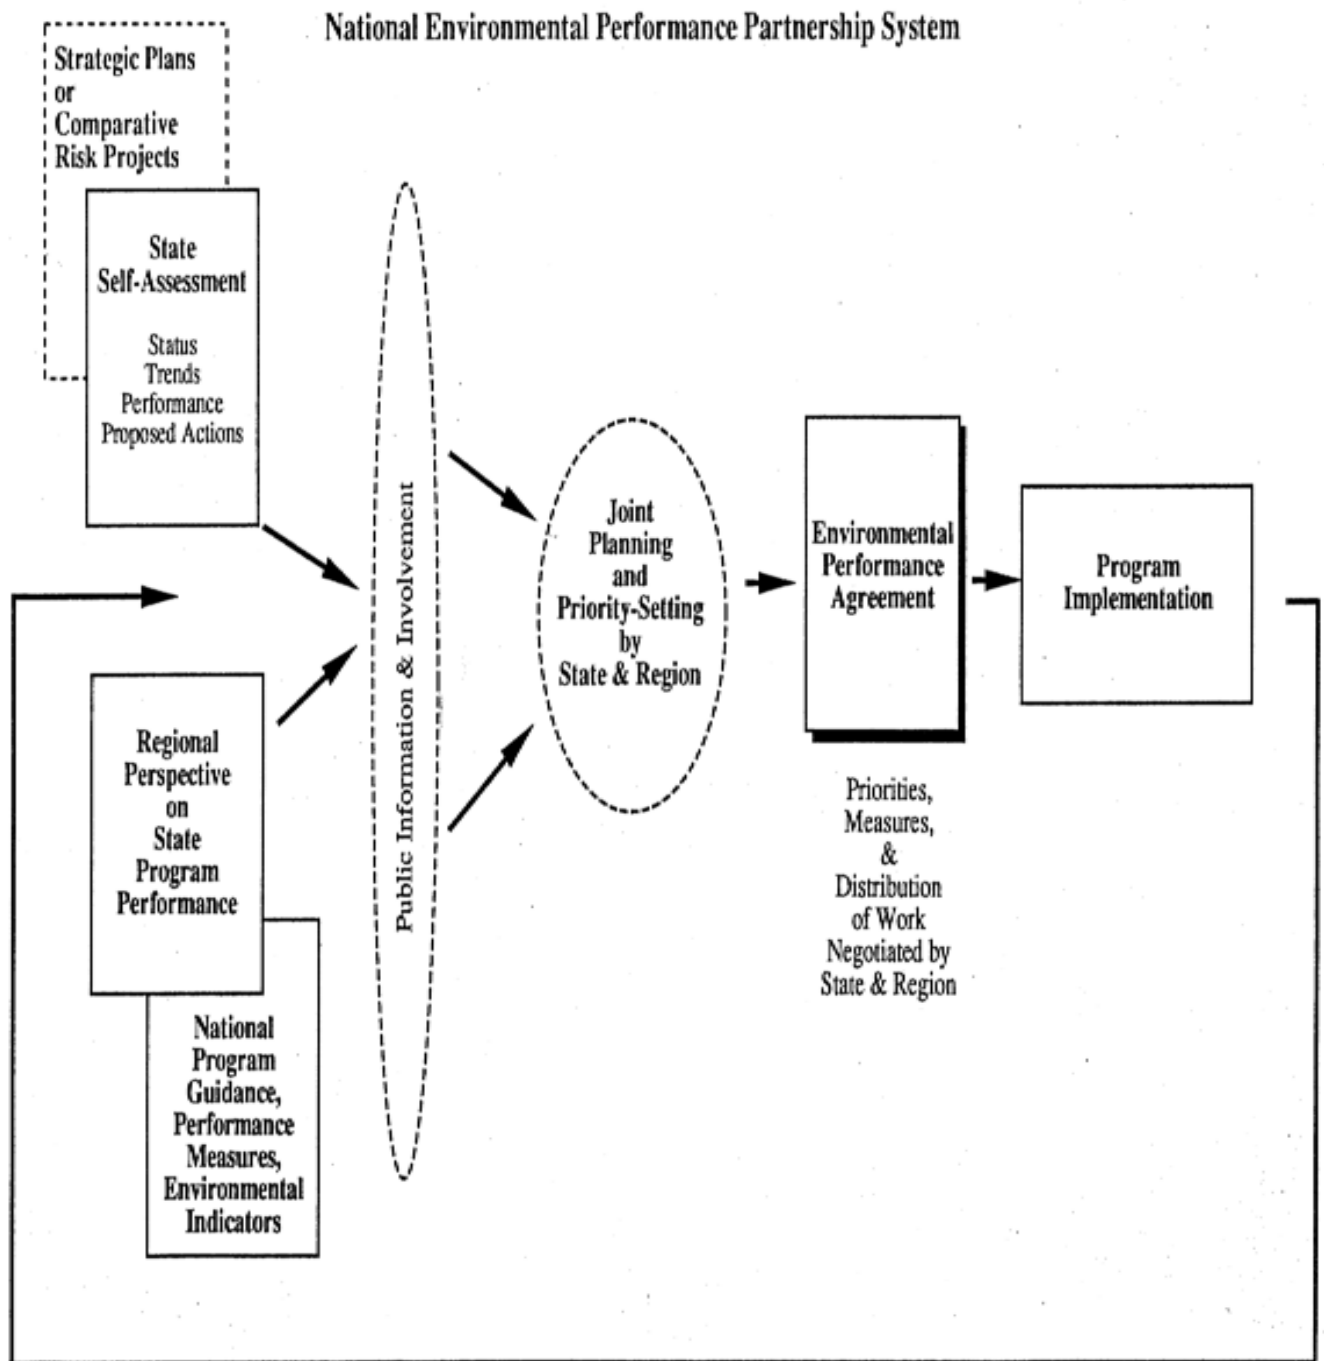 National Environmental Performance Partnership System
Strategic Plans
or
Comparative
Risk Projects
State
Self-Assessment
Status
Trends
Performance
Proposed Actions
Public Information & Involvement
Joint
Planning
and
Priority-Setting
by
State & Region
Environmental
Performance
Agreement
Program
Implementation
Regional
Perspective
on
State
Program
Performance
Priorities,
Measures,
&
Distribution
of Work
Negotiated by
State & Region
National
Program
Guidance,
Performance
Measures,
Environmental
Indicators